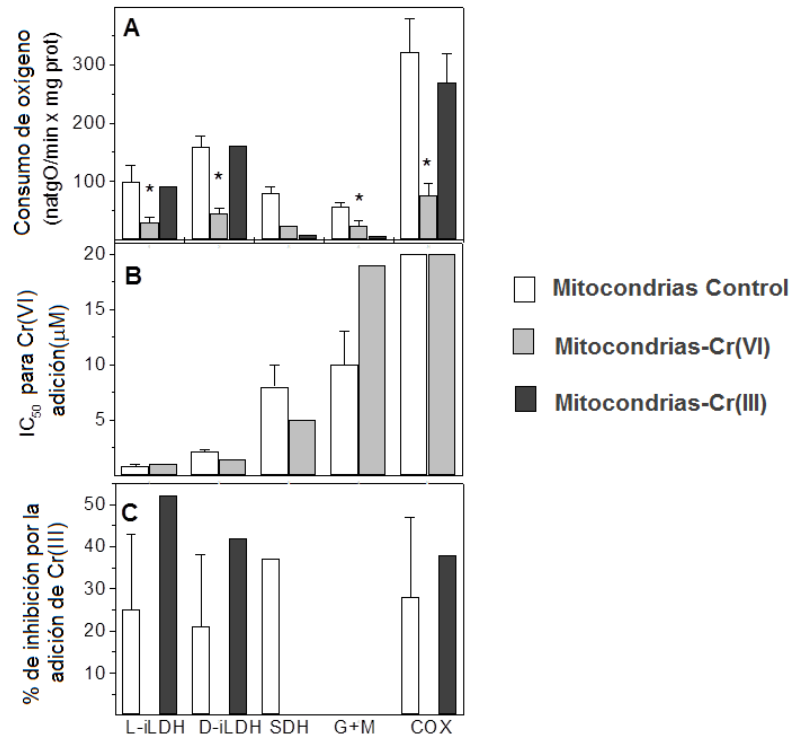 A
Consumo de oxígeno
(natgO/min x mg prot)
300
200
100
*
*
*
*
B
IC50 para Cr(VI)
adición(µM)
20
15
10
5
Mitocondrias Control
Mitocondrias-Cr(VI)
Mitocondrias-Cr(III)
C
% de inhibición por la
adición de Cr(III)
50
40
30
20
10
L-iLDH D-iLDH SDH G+M COX